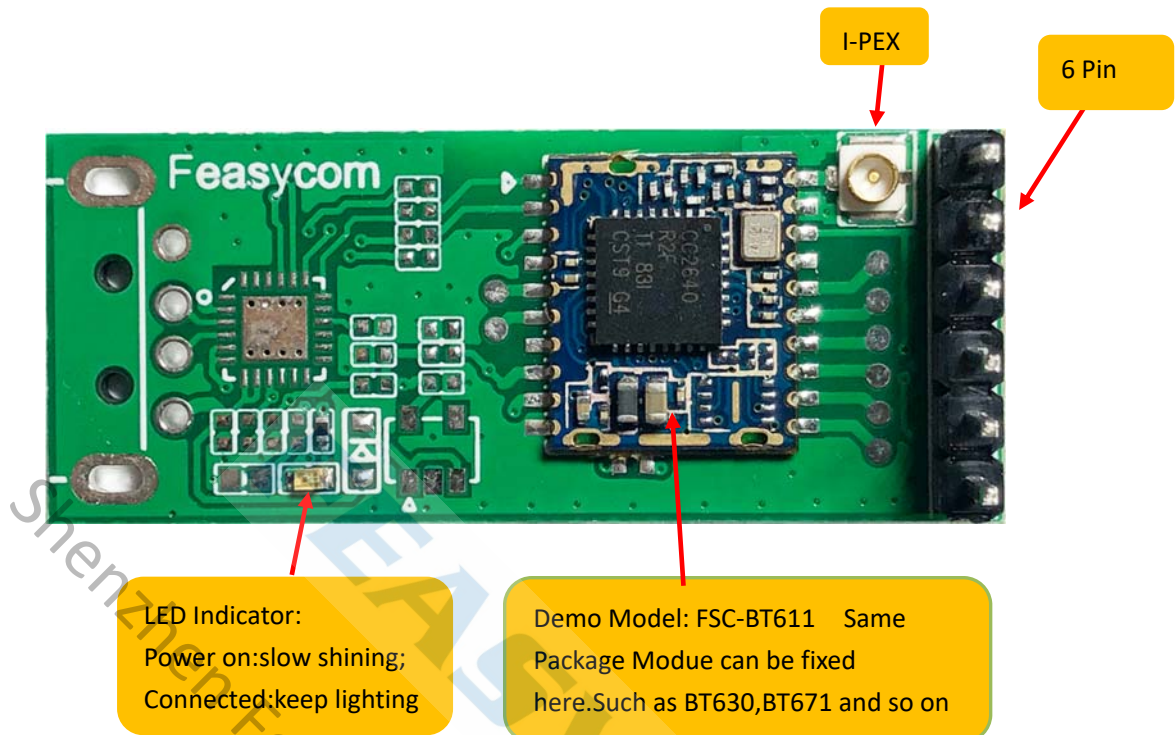 I-PEX
6 Pin
Feasycom
CC2640
R2F
TI 83I
CST9 G4
LED Indicator:
Power on:slow shining;
Connected:keep lighting
Demo Model: FSC-BT611 Same
Package Modue can be fixed
here.Such as BT630,BT671 and so on
Shenzhen
EASY